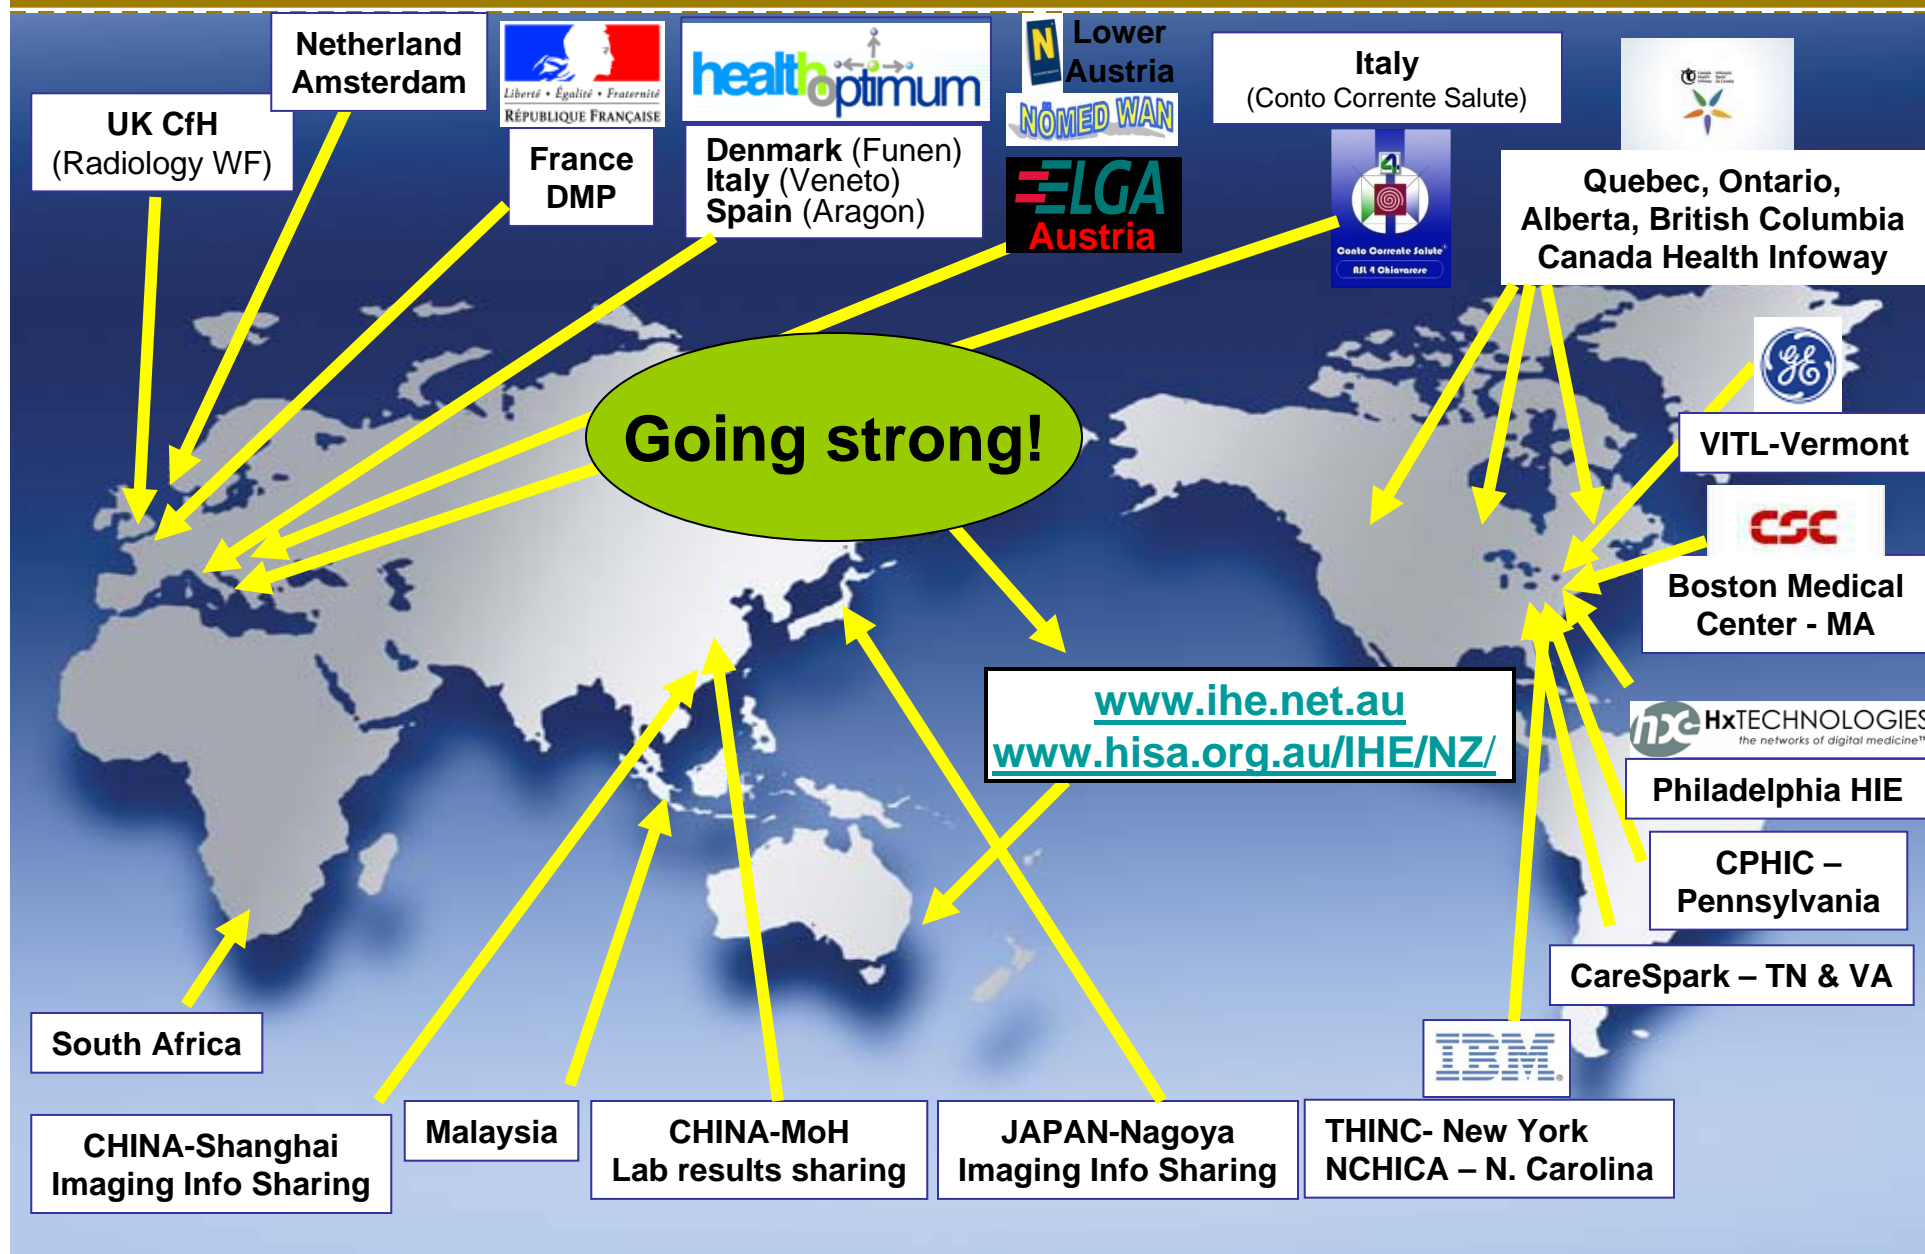 Netherland
Amsterdam
UK CfH
(Radiology WF)
Liberté • Égalité • Fraternité
RÉPUBLIQUE FRANÇAISE
France
DMP
health optimum
Denmark (Funen)
Italy (Veneto)
Spain (Aragon)
N
Lower
Austria
NÖMED WAN
ELGA
Austria
Italy
(Conto Corrente Salute)
4
Conto Corrente Salute
ASL 4 Chiavarese
Quebec, Ontario,
Alberta, British Columbia
Canada Health Infoway
GE
VITL-Vermont
Going strong!
CSC
Boston Medical
Center - MA
www.ihe.net.au
www.hisa.org.au/IHE/NZ/
HxTECHNOLOGIES
the networks of digital medicine™
Philadelphia HIE
CPHIC –
Pennsylvania
CareSpark – TN & VA
South Africa
IBM®
CHINA-Shanghai
Imaging Info Sharing
Malaysia
CHINA-MoH
Lab results sharing
JAPAN-Nagoya
Imaging Info Sharing
THINC- New York
NCHICA – N. Carolina